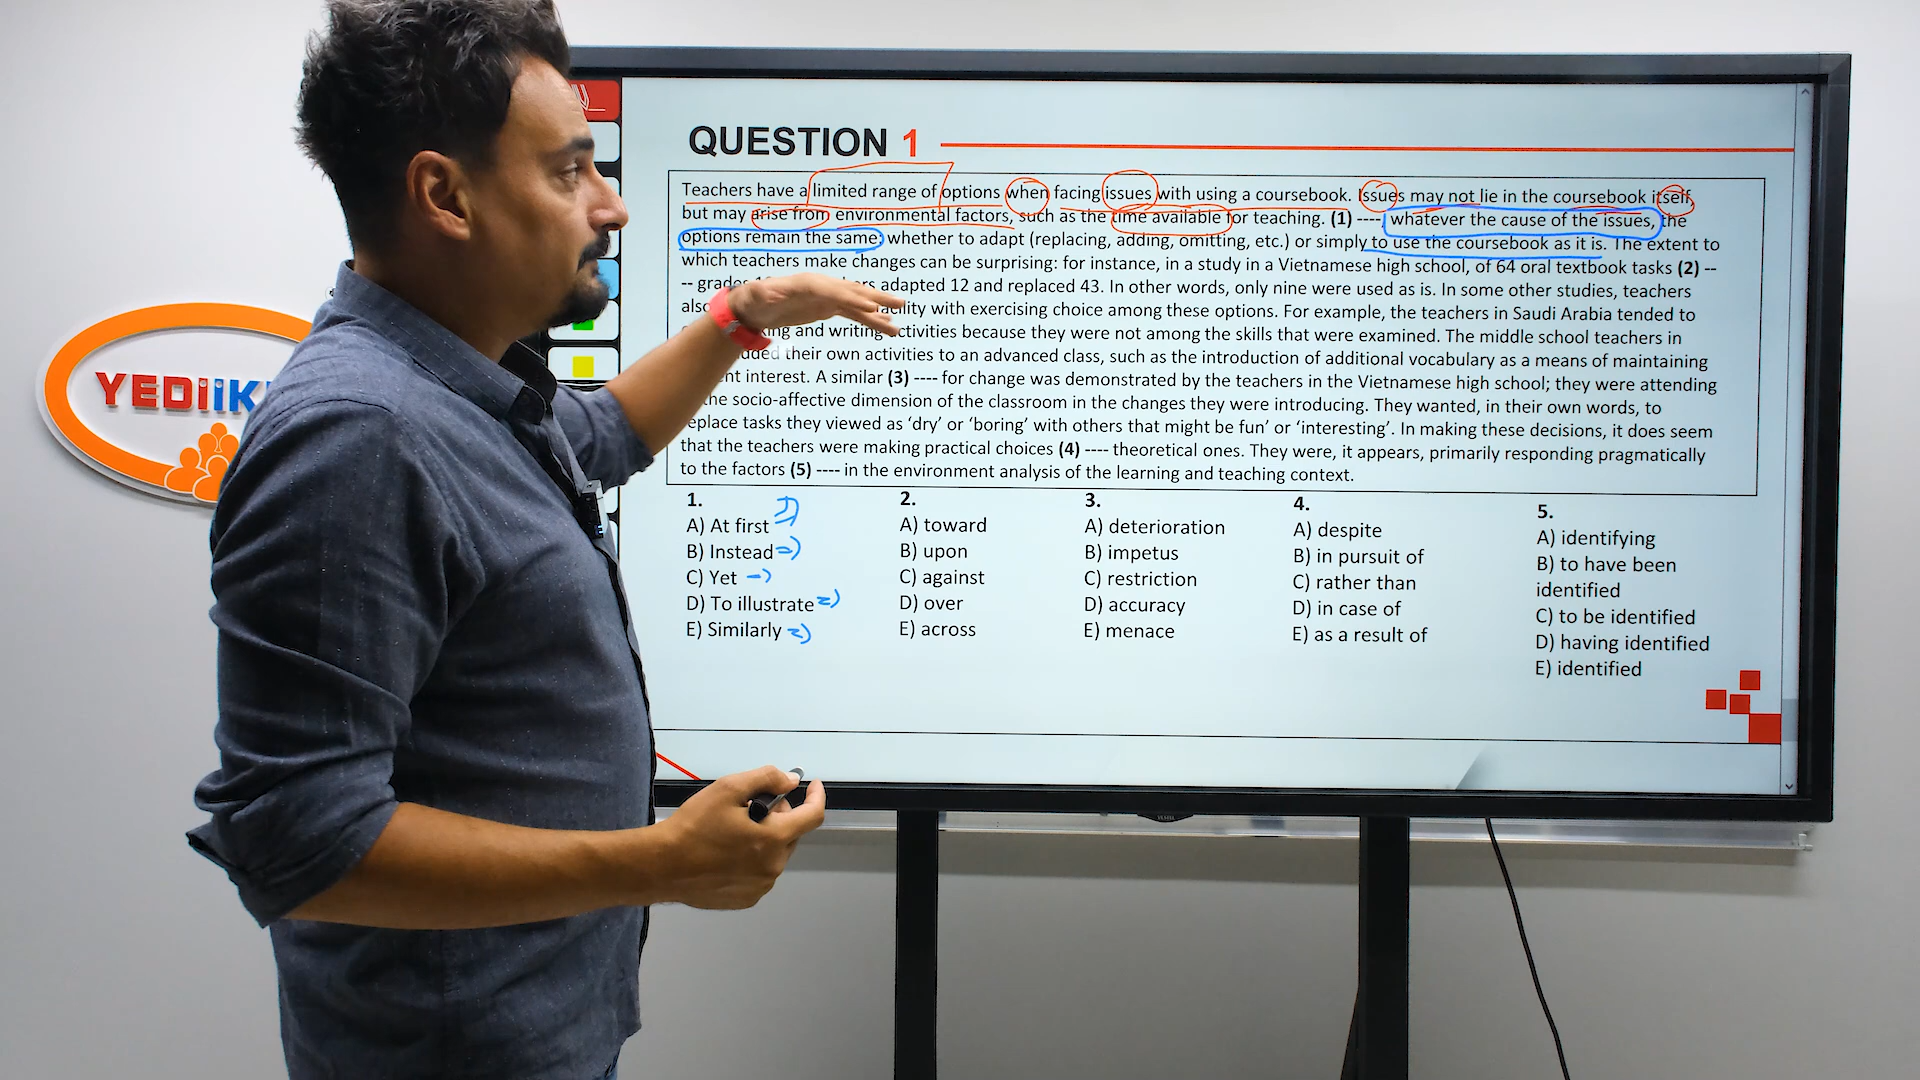 YEDiiK
QUESTION 1
Teachers have a limited range of options when facing issues with using a coursebook. Issues may not lie in the coursebook itself,
but may arise from environmental factors, such as the time available for teaching. (1) ----, whatever the cause of the issues, the
options remain the same: whether to adapt (replacing, adding, omitting, etc.) or simply to use the coursebook as it is. The extent to
which teachers make changes can be surprising: for instance, in a study in a Vietnamese high school, of 64 oral textbook tasks (2) --
-- grades adapted 12 and replaced 43. In other words, only nine were used as is. In some other studies, teachers
with exercising choice among these options. For example, the teachers in Saudi Arabia tended to
and writing activities because they were not among the skills that were examined. The middle school teachers in
their own activities to an advanced class, such as the introduction of additional vocabulary as a means of maintaining
interest. A similar (3) ---- for change was demonstrated by the teachers in the Vietnamese high school; they were attending
the socio-affective dimension of the classroom in the changes they were introducing. They wanted, in their own words, to
replace tasks they viewed as ‘dry’ or ‘boring’ with others that might be fun’ or ‘interesting’. In making these decisions, it does seem
that the teachers were making practical choices (4) ---- theoretical ones. They were, it appears, primarily responding pragmatically
to the factors (5) ---- in the environment analysis of the learning and teaching context.
1.
A) At first
B) Instead
C) Yet
D) To illustrate
E) Similarly
2.
A) toward
B) upon
C) against
D) over
E) across
3.
A) deterioration
B) impetus
C) restriction
D) accuracy
E) menace
4.
A) despite
B) in pursuit of
C) rather than
D) in case of
E) as a result of
5.
A) identifying
B) to have been
identified
C) to be identified
D) having identified
E) identified